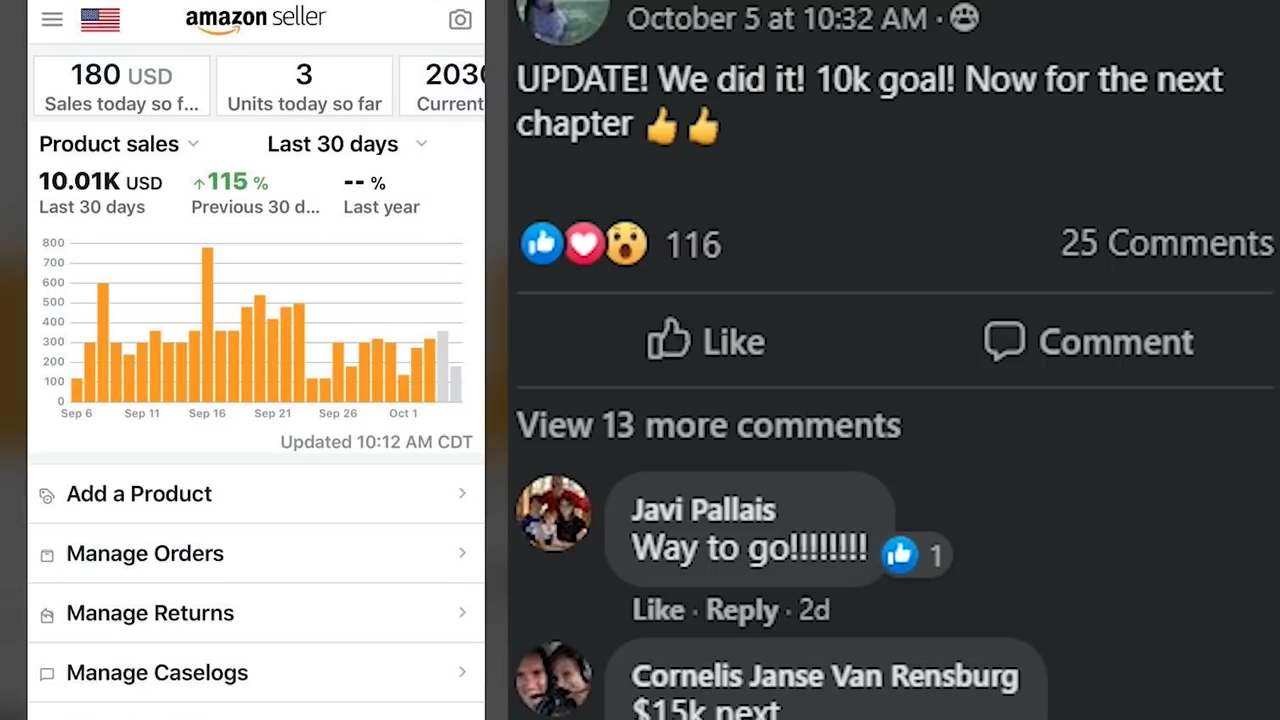 amazon seller
180 USD
Sales today so f...
3
Units today so far
2030
Current
Product sales
Last 30 days
10.01K USD
Last 30 days
↑115 %
Previous 30 d...
-- %
Last year
800
700
600
500
400
300
200
100
0
Sep 6 Sep 11 Sep 16 Sep 21 Sep 26 Oct 1
Updated 10:12 AM CDT
Add a Product
Manage Orders
Manage Returns
Manage Caselogs
October 5 at 10:32 AM ·
UPDATE! We did it! 10k goal! Now for the next
chapter 👍👍
116
25 Comments
Like
Comment
View 13 more comments
Javi Pallais
Way to go!!!!!!!!
1
Like · Reply · 2d
Cornelis Janse Van Rensburg
$15k next